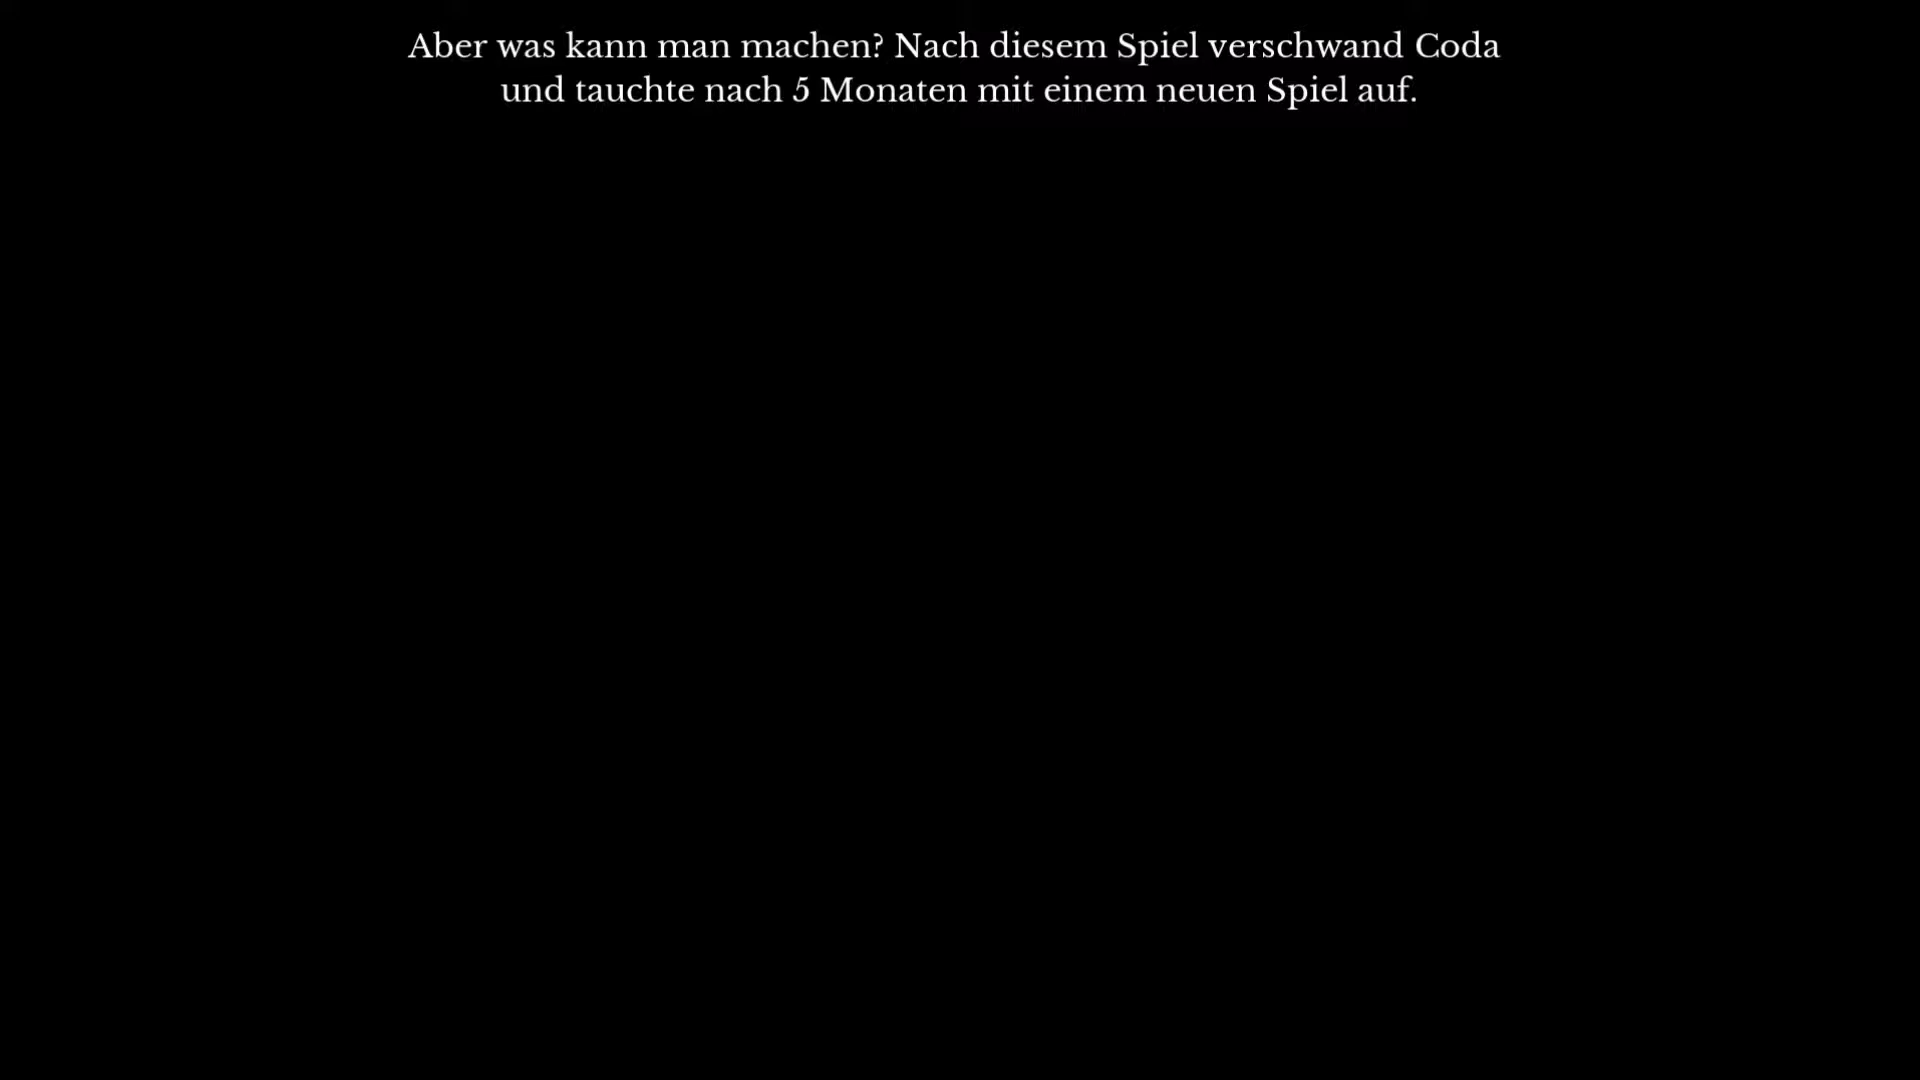 Aber was kann man machen? Nach diesem Spiel verschwand Coda
und tauchte nach 5 Monaten mit einem neuen Spiel auf.